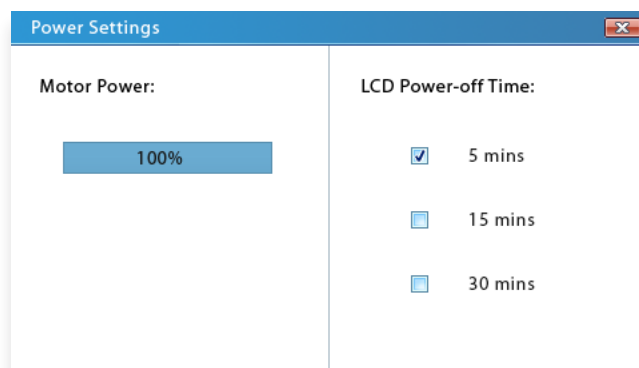 Power Settings
Motor Power:
100%
LCD Power-off Time:
5 mins
15 mins
30 mins